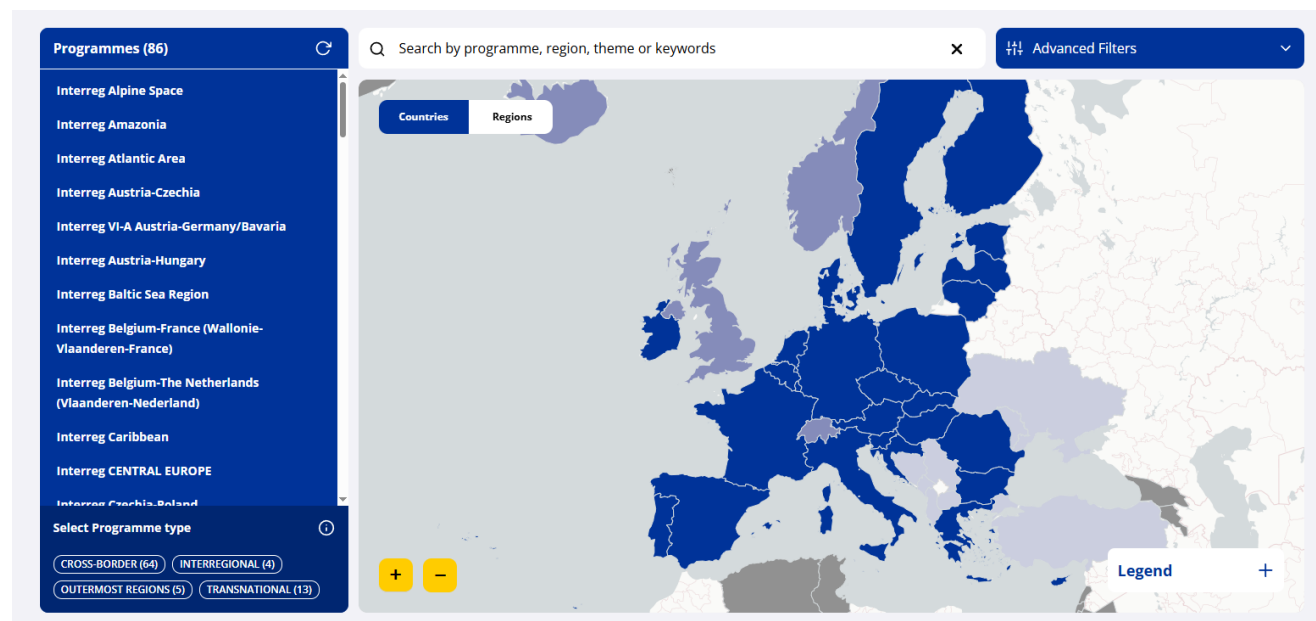 Programmes (86)
Interreg Alpine Space
Interreg Amazonia
Interreg Atlantic Area
Interreg Austria-Czechia
Interreg VI-A Austria-Germany/Bavaria
Interreg Austria-Hungary
Interreg Baltic Sea Region
Interreg Belgium-France (Wallonie-
Vlaanderen-France)
Interreg Belgium-The Netherlands
(Vlaanderen-Nederland)
Interreg Caribbean
Interreg CENTRAL EUROPE
Interreg Czechia-Poland
Select Programme type
CROSS-BORDER (64) INTERREGIONAL (4)
OUTERMOST REGIONS (5) TRANSNATIONAL (13)
Search by programme, region, theme or keywords
Advanced Filters
Countries Regions
Legend